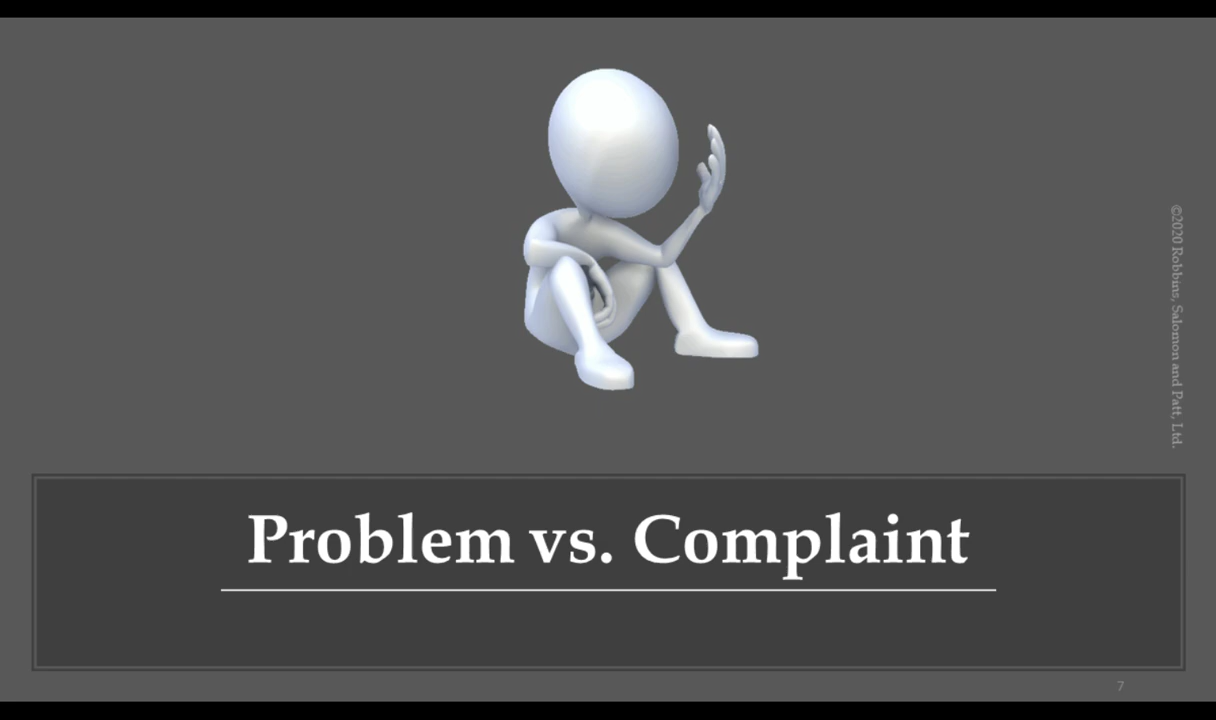 ©2020 Robbins, Salomon and Patt, Ltd.
Problem vs. Complaint
7